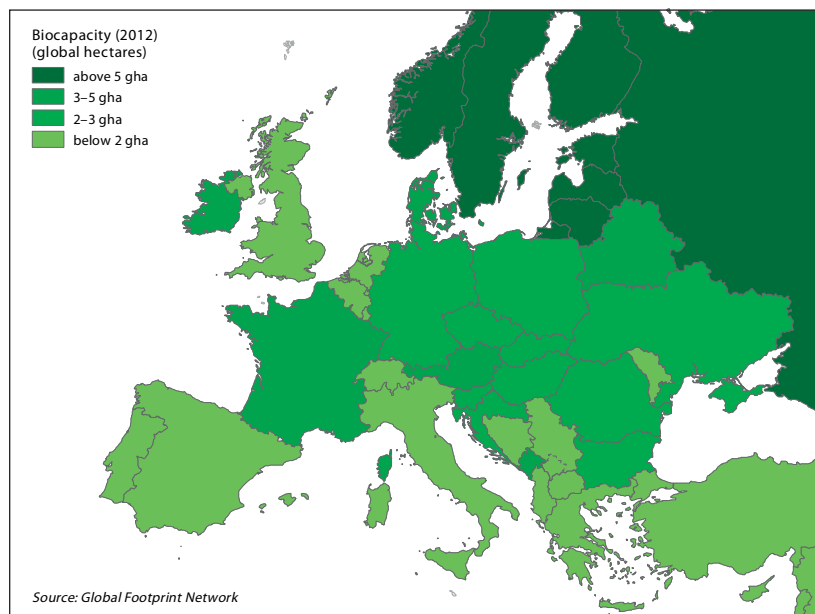 Biocapacity (2012)
(global hectares)
above 5 gha
3–5 gha
2–3 gha
below 2 gha
Source: Global Footprint Network